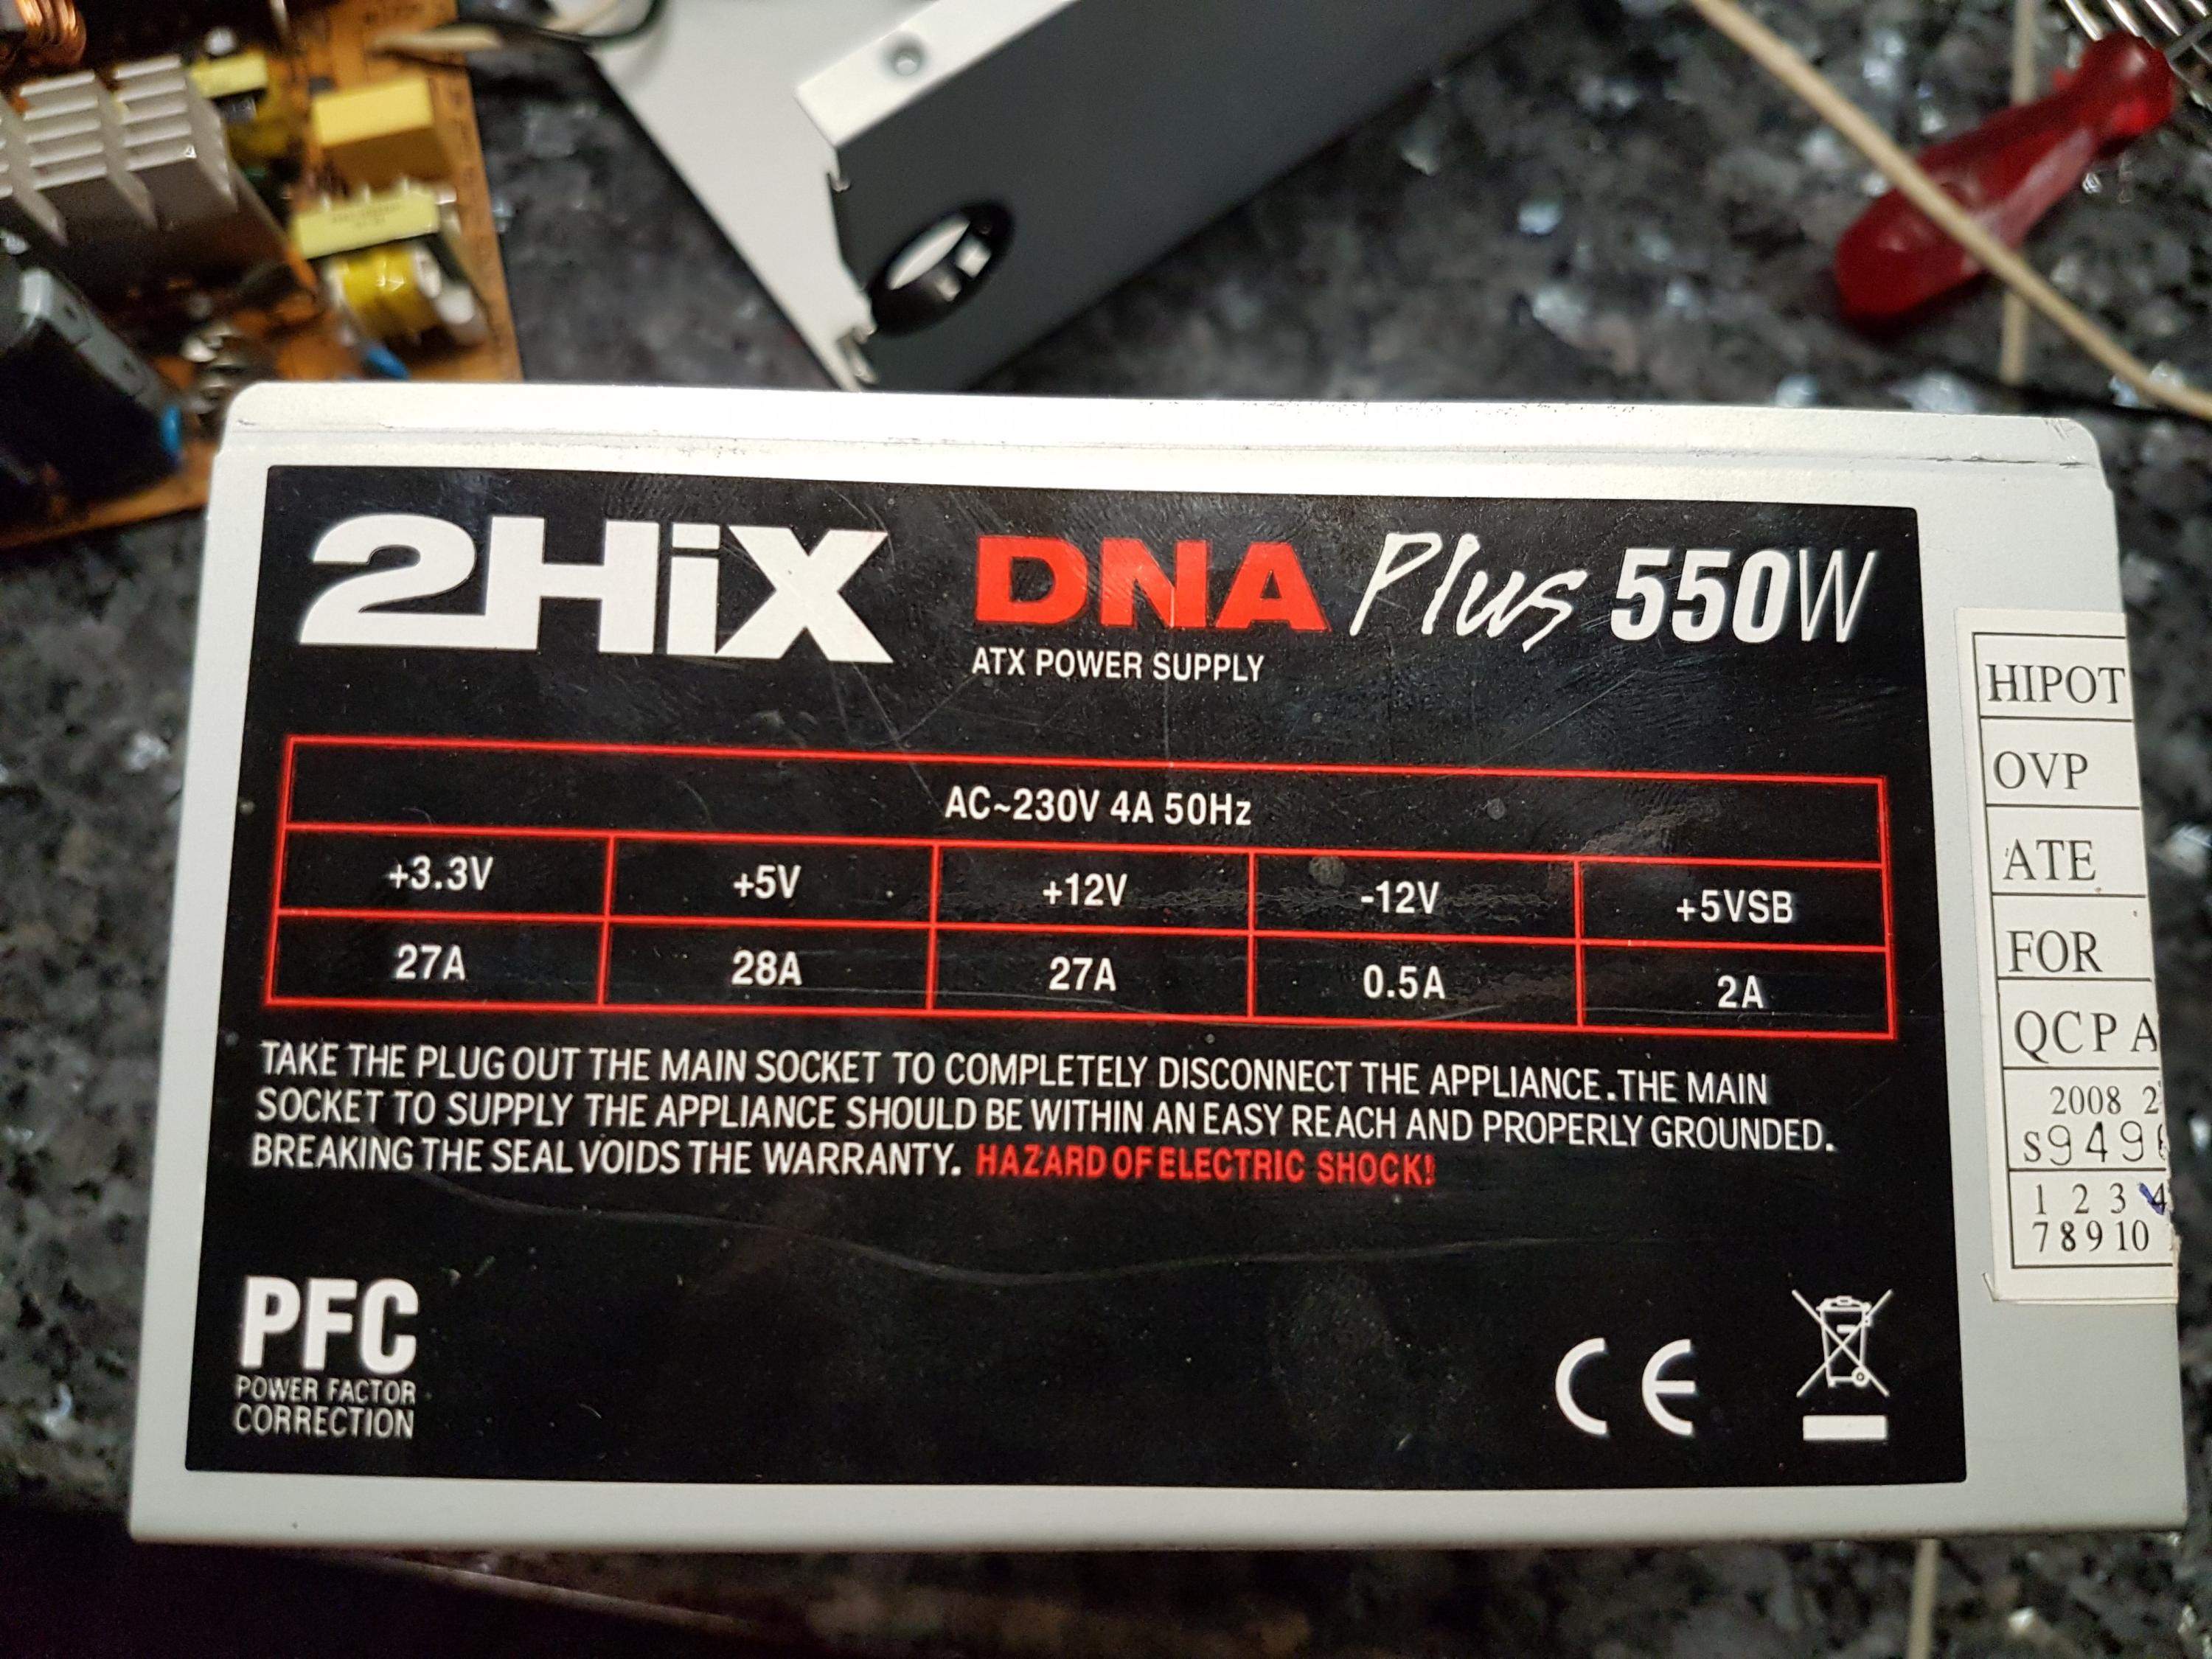 2HiX DNA Plus 550W
ATX POWER SUPPLY
AC~230V 4A 50Hz
+3.3V +5V +12V -12V +5VSB
27A 28A 27A 0.5A 2A
TAKE THE PLUG OUT THE MAIN SOCKET TO COMPLETELY DISCONNECT THE APPLIANCE.THE MAIN
SOCKET TO SUPPLY THE APPLIANCE SHOULD BE WITHIN AN EASY REACH AND PROPERLY GROUNDED.
BREAKING THE SEAL VOIDS THE WARRANTY. HAZARD OF ELECTRIC SHOCK!
PFC
POWER FACTOR
CORRECTION
CE
HIPOT
OVP
ATE
FOR
QCP A
2008 2
S949
1 2 3 4
7 8 9 10